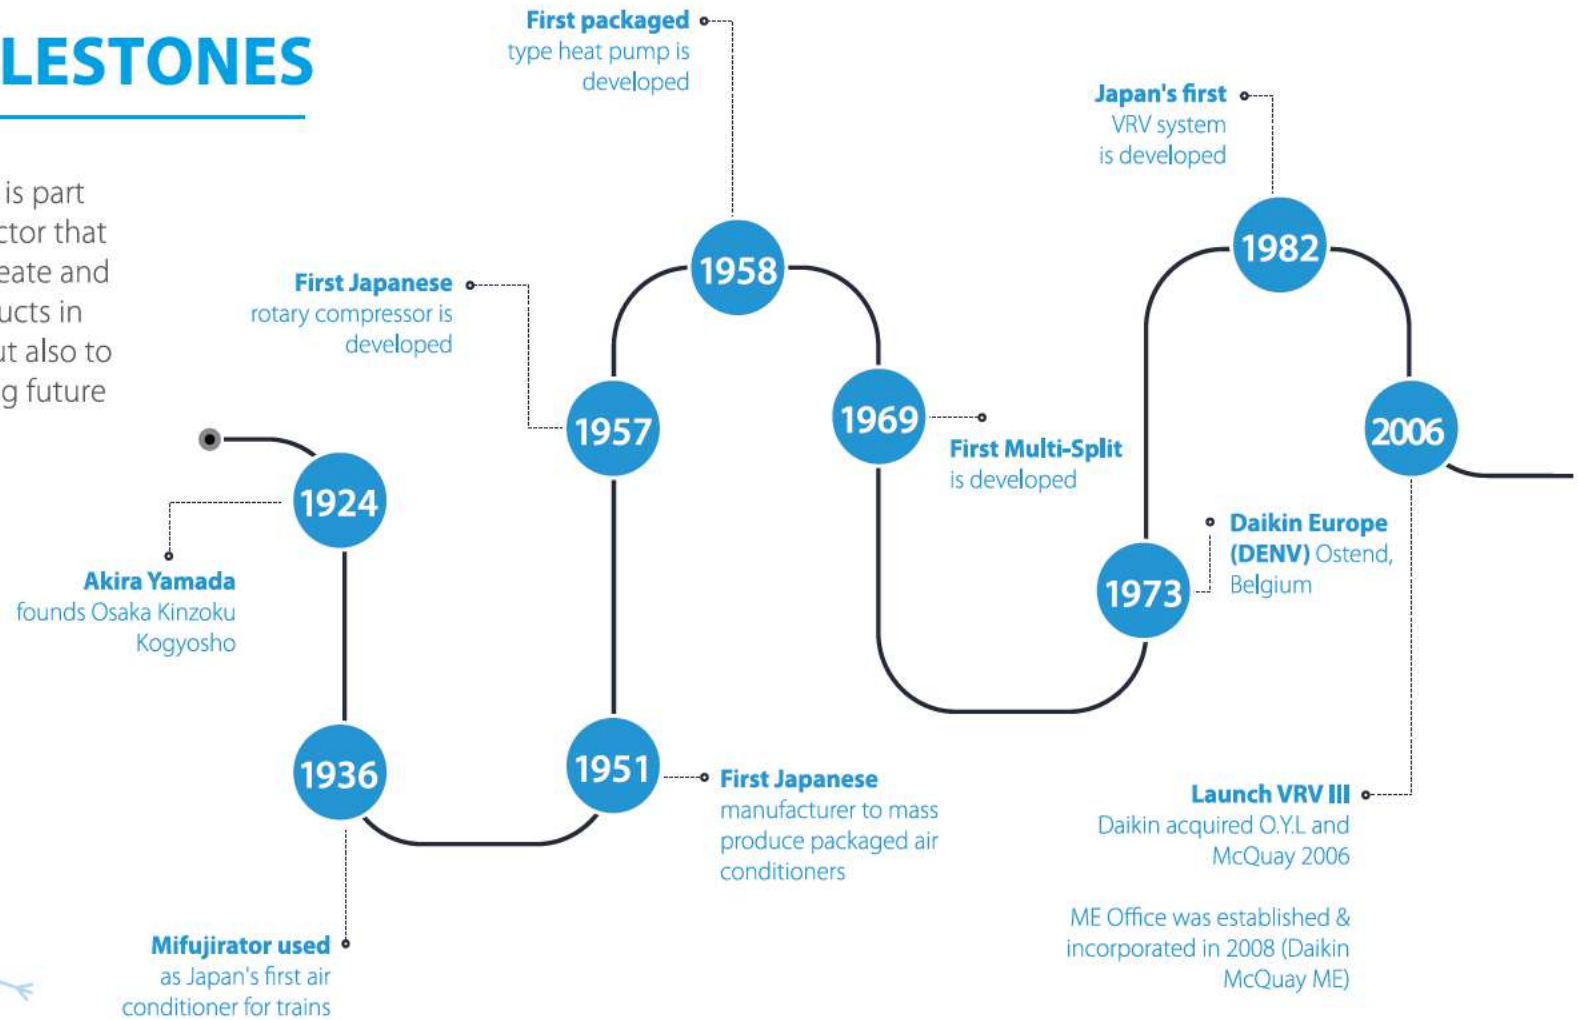 LESTONES
is part
ctor that
eate and
ucts in
ut also to
g future
1924
Akira Yamada
founds Osaka Kinzoku
Kogyosho
1936
Mifujirator used
as Japan's first air
conditioner for trains
1951
First Japanese
manufacturer to mass
produce packaged air
conditioners
1957
First Japanese
rotary compressor is
developed
1958
First packaged
type heat pump is
developed
1969
First Multi-Split
is developed
1973
Daikin Europe
(DENV) Ostend,
Belgium
1982
Japan's first
VRV system
is developed
2006
Launch VRV III
Daikin acquired O.Y.L and
McQuay 2006
ME Office was established &
incorporated in 2008 (Daikin
McQuay ME)